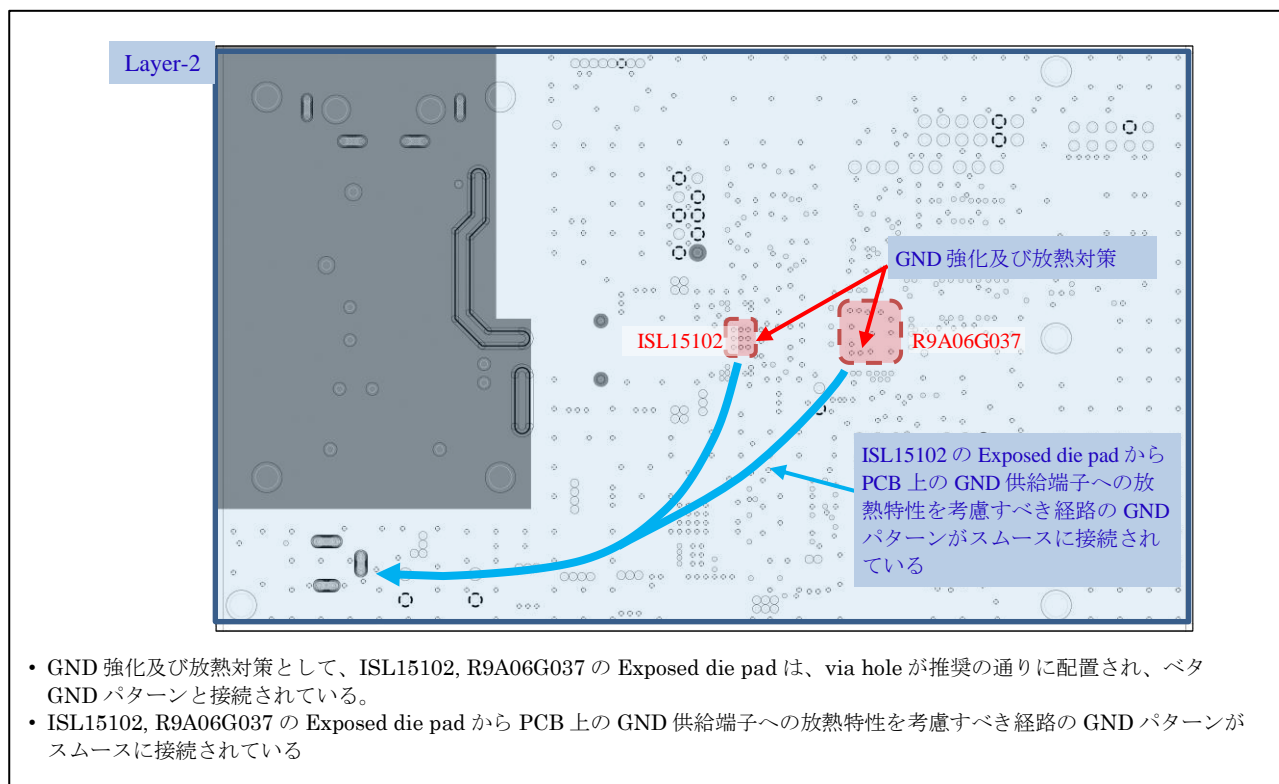 Layer-2
GND 強化及び放熱対策
ISL15102
R9A06G037
ISL15102 の Exposed die pad から
PCB 上の GND 供給端子への放
熱特性を考慮すべき経路の GND
パターンがスムースに接続され
ている
• GND 強化及び放熱対策として、ISL15102, R9A06G037 の Exposed die pad は、via hole が推奨の通りに配置され、ベタ
GND パターンと接続されている。
• ISL15102, R9A06G037 の Exposed die pad から PCB 上の GND 供給端子への放熱特性を考慮すべき経路の GND パターンが
スムースに接続されている